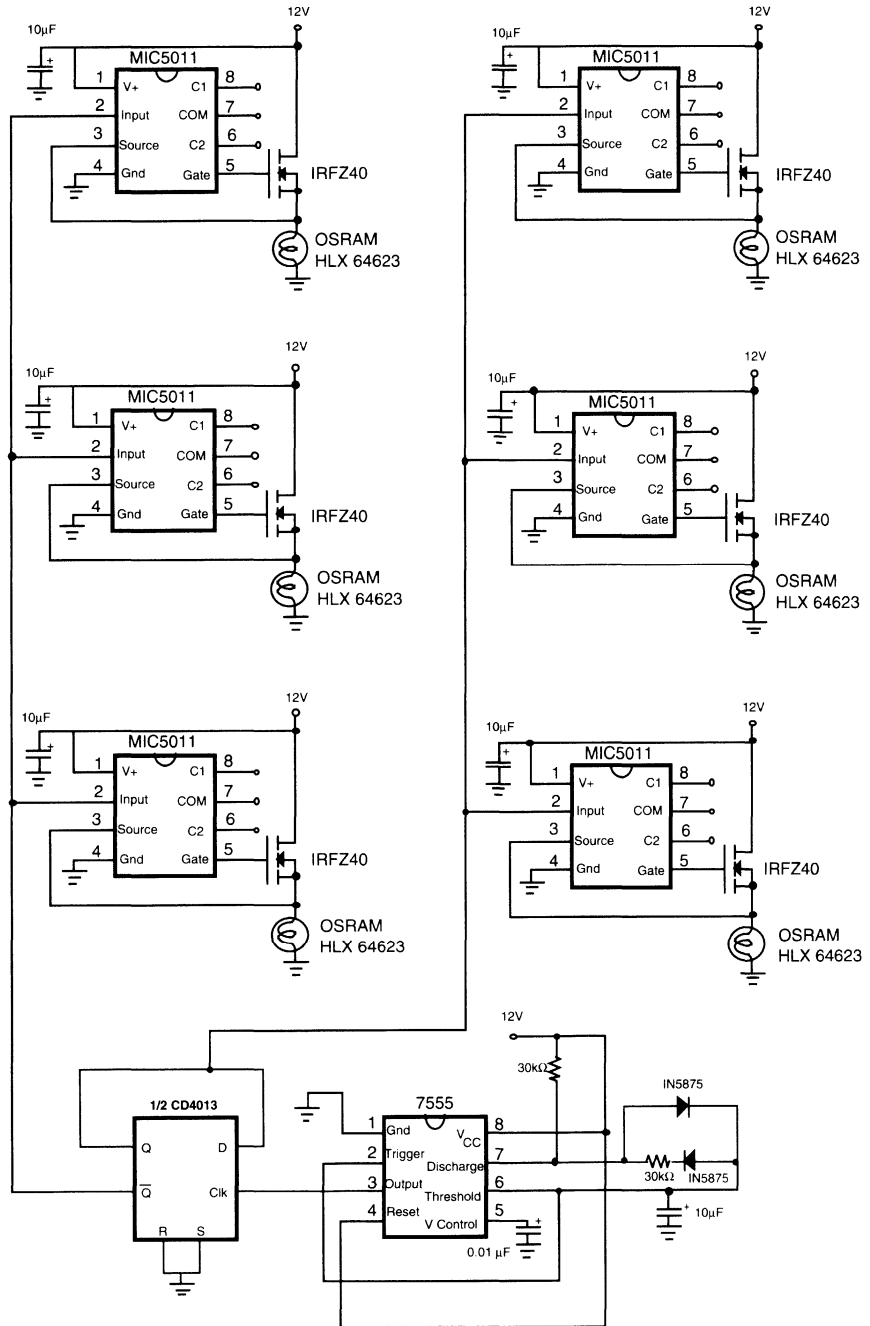 12V
10µF
MIC5011
1 V+ C1 8
2 Input COM 7
3 Source C2 6
4 Gnd Gate 5
IRFZ40
OSRAM
HLX 64623
12V
10µF
MIC5011
1 V+ C1 8
2 Input COM 7
3 Source C2 6
4 Gnd Gate 5
IRFZ40
OSRAM
HLX 64623
12V
10µF
MIC5011
1 V+ C1 8
2 Input COM 7
3 Source C2 6
4 Gnd Gate 5
IRFZ40
OSRAM
HLX 64623
12V
10µF
MIC5011
1 V+ C1 8
2 Input COM 7
3 Source C2 6
4 Gnd Gate 5
IRFZ40
OSRAM
HLX 64623
12V
10µF
MIC5011
1 V+ C1 8
2 Input COM 7
3 Source C2 6
4 Gnd Gate 5
IRFZ40
OSRAM
HLX 64623
12V
10µF
MIC5011
1 V+ C1 8
2 Input COM 7
3 Source C2 6
4 Gnd Gate 5
IRFZ40
OSRAM
HLX 64623
1/2 CD4013
Q D
Q̅ Clk
R S
12V
30kΩ
7555
1 Gnd VCC 8
2 Trigger Discharge 7
3 Output Threshold 6
4 Reset V Control 5
0.01 µF
IN5875
30kΩ
IN5875
10µF